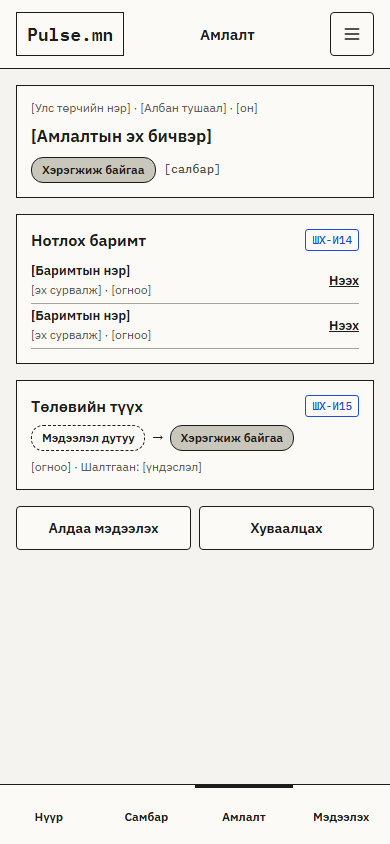 Pulse.mn
Амлалт
[Улс төрчийн нэр] · [Албан тушаал] · [он]
[Амлалтын эх бичвэр]
Хэрэгжиж байгаа [салбар]
Нотлох баримт ШХ-И14
[Баримтын нэр]
[эх сурвалж] · [огноо]
Нээх
[Баримтын нэр]
[эх сурвалж] · [огноо]
Нээх
Төлөвийн түүх ШХ-И15
Мэдээлэл дутуу → Хэрэгжиж байгаа
[огноо] · Шалтгаан: [үндэслэл]
Алдаа мэдээлэх Хуваалцах
Нүүр Самбар Амлалт Мэдээлэх